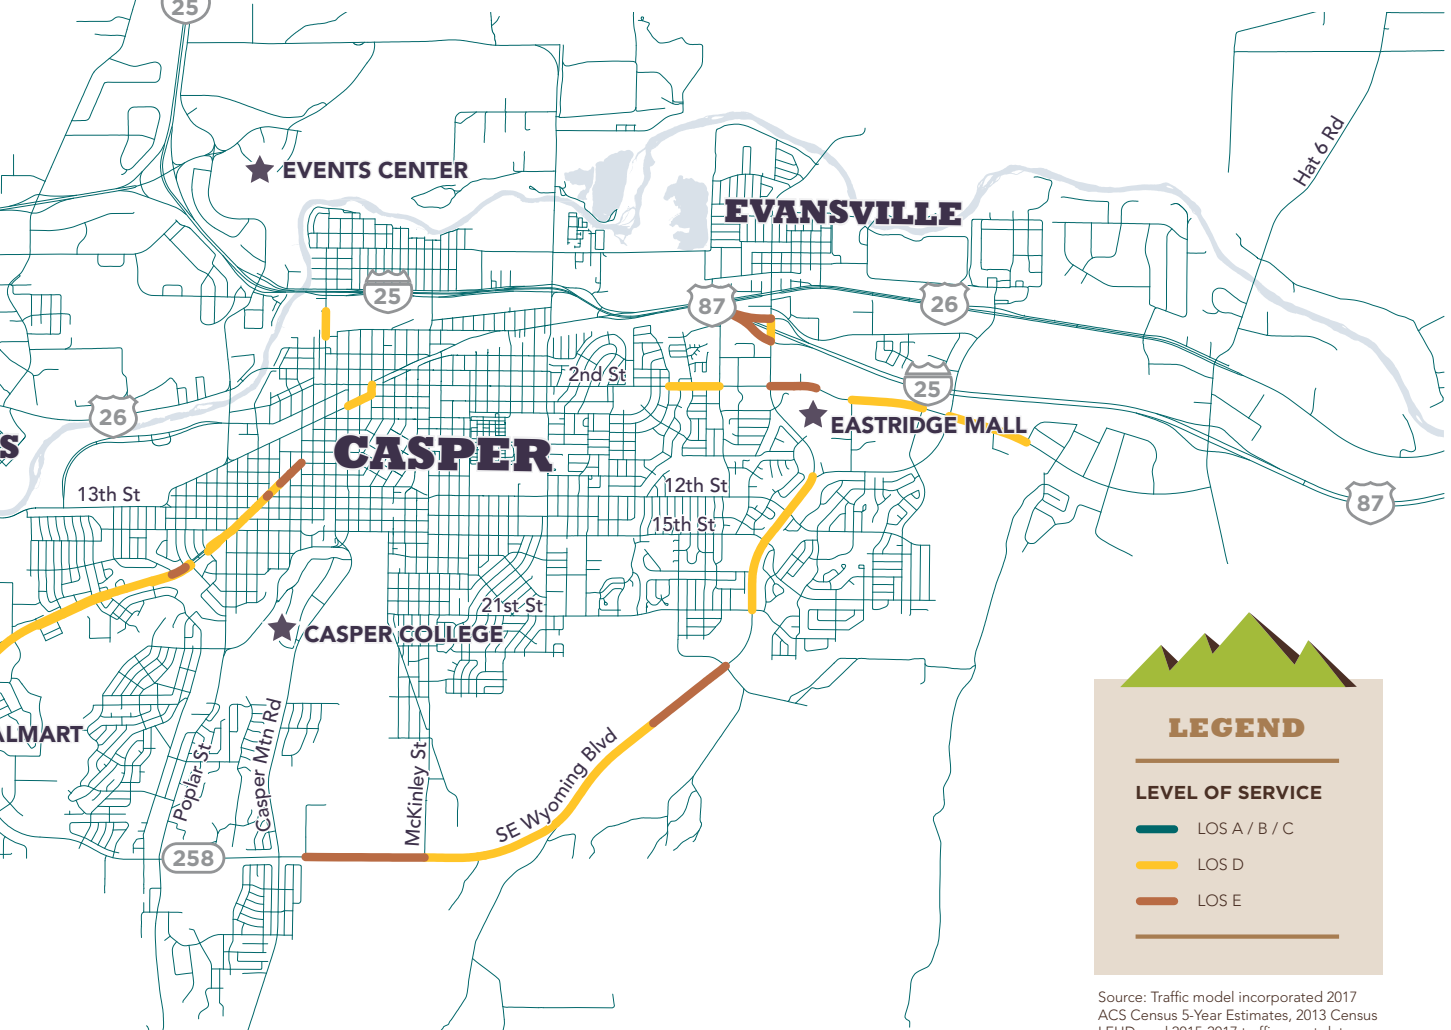 25
Hat 6 Rd
EVENTS CENTER
EVANSVILLE
25
87
26
2nd St
25
26
EASTRIDGE MALL
S
CASPER
13th St
12th St
87
15th St
21st St
CASPER COLLEGE
ALMART
Poplar St
Casper Mtn Rd
McKinley St
SE Wyoming Blvd
258
LEGEND
LEVEL OF SERVICE
LOS A / B / C
LOS D
LOS E
Source: Traffic model incorporated 2017
ACS Census 5-Year Estimates, 2013 Census